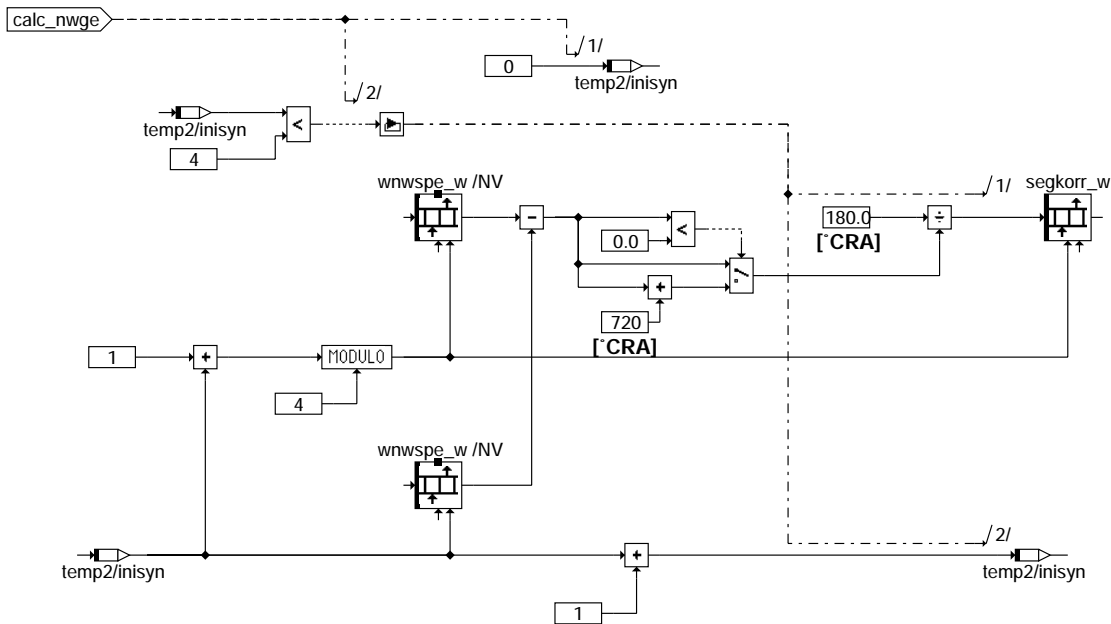 calc_nwge
/1/
0
temp2/inisyn
/2/
temp2/inisyn
<
4
wnwspe_w /NV
/1/
segkorr_w
-
<
180.0
÷
0.0
[°CRA]
+
720
[°CRA]
1
+
MODULO
4
wnwspe_w /NV
/2/
+
temp2/inisyn
temp2/inisyn
1